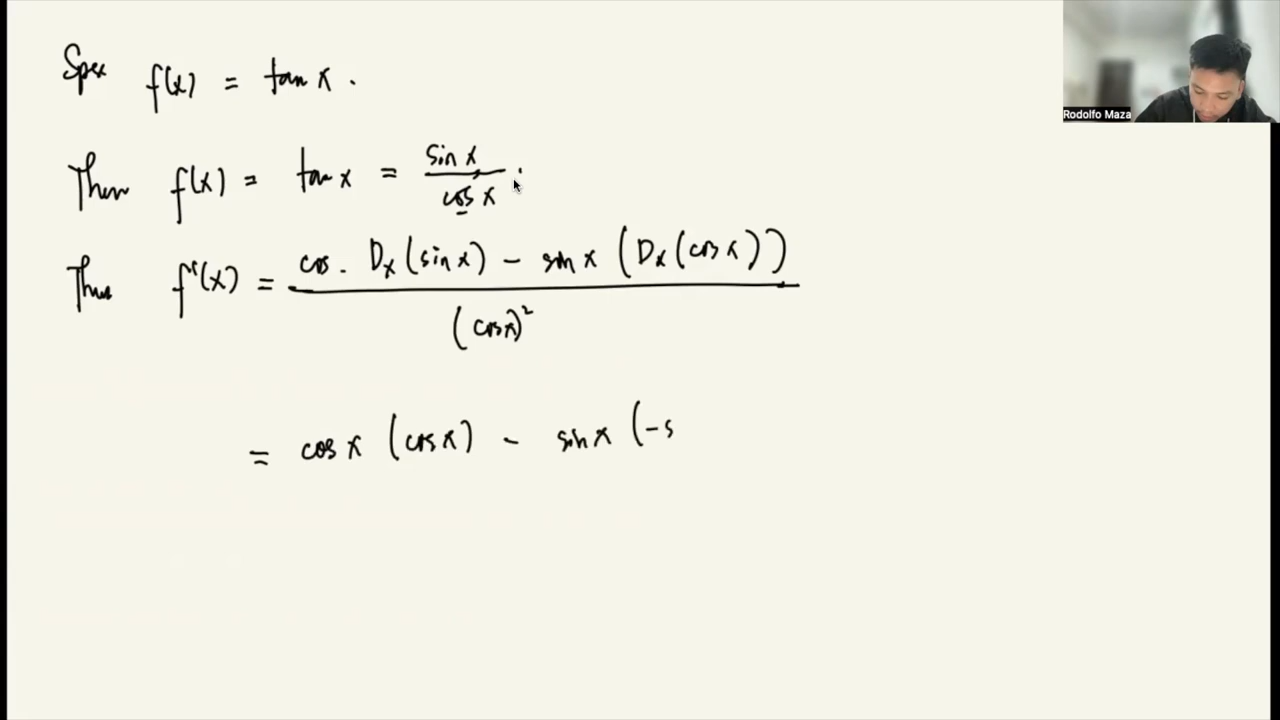 Spse f(x) = tan x .
Rodolfo Maza
Then f(x) = tan x = sin x / cos x .
Thus f'(x) = cos . Dx (sin x) - sin x (Dx (cos x)) / (cos x)²
= cos x (cos x) - sin x (-s